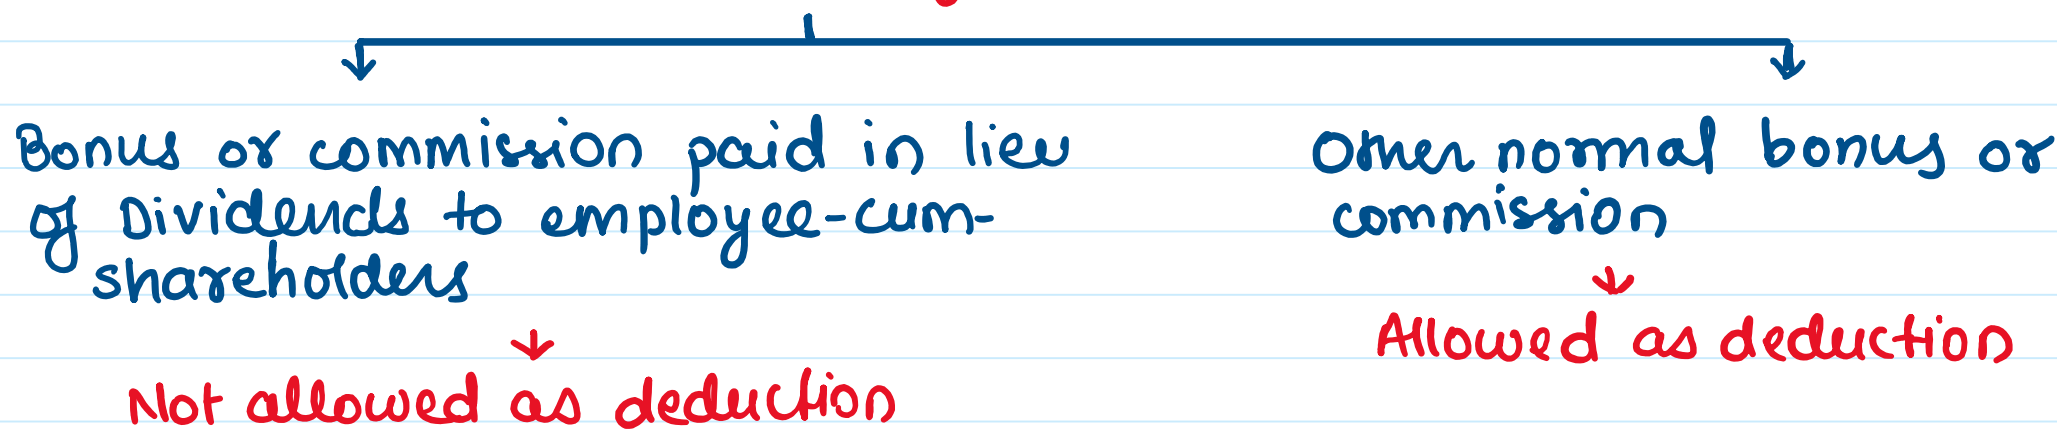 Bonus or commission paid in lieu
of Dividends to employee-cum-
shareholders
Not allowed as deduction
Other normal bonus or
commission
Allowed as deduction